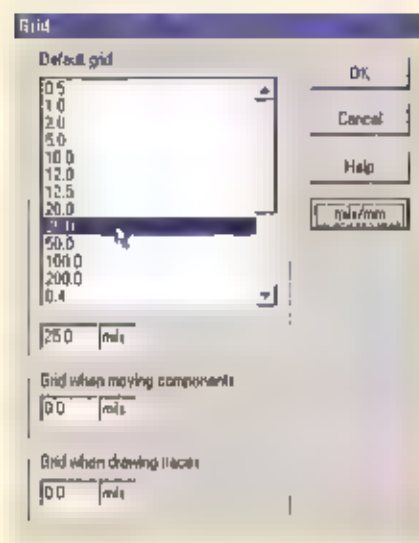 Grid
Default grid
0.5
1.0
2.0
5.0
10.0
12.0
12.5
20.0
50.0
100.0
200.0
0.4
OK
Cancel
Help
mils/mm
25.0 mils
Grid when moving components
0.0 mils
Grid when drawing traces
0.0 mils